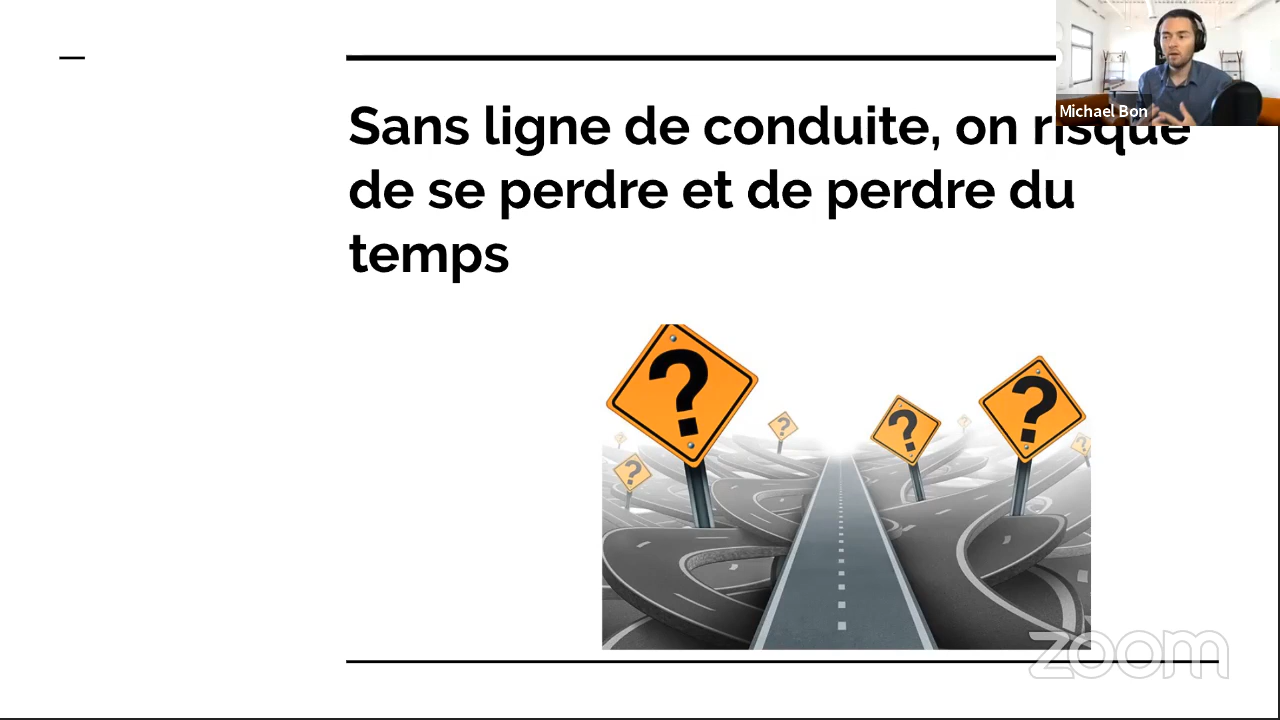 Sans ligne de conduite, on risque
de se perdre et de perdre du
temps
Michael Bon
?
?
?
?
?
?
?
?
zoom